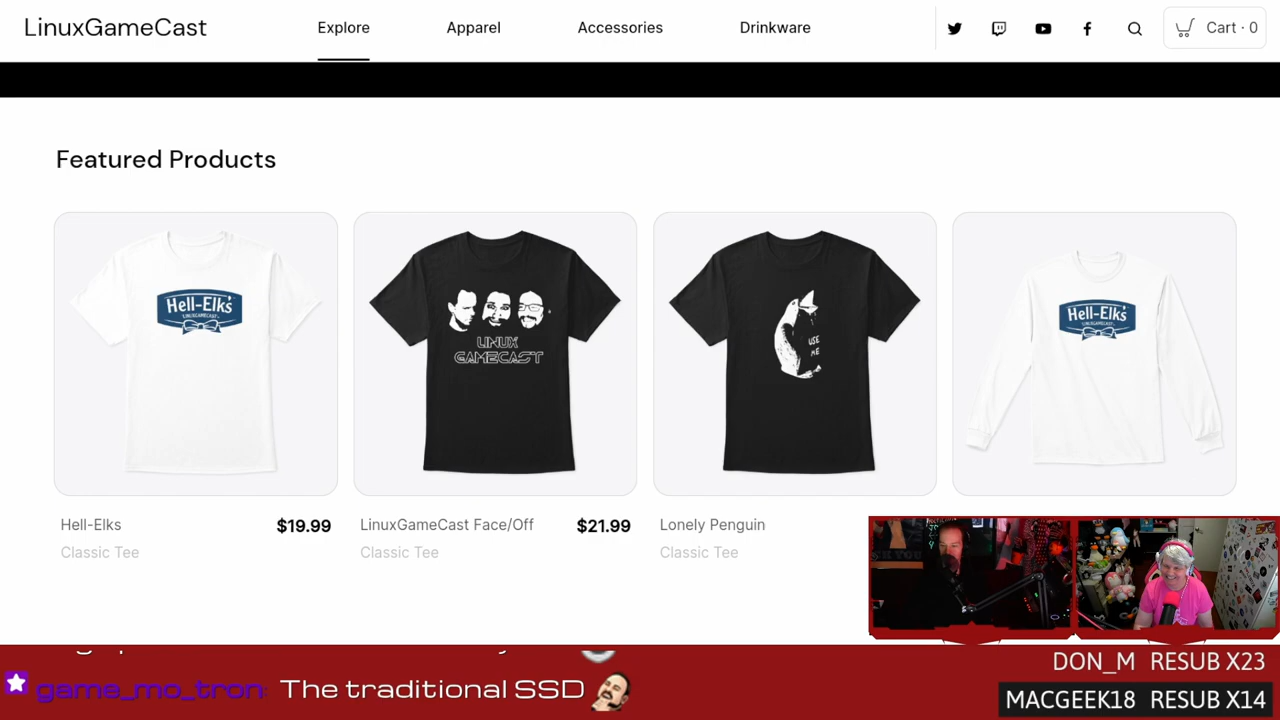 LinuxGameCast
Explore
Apparel
Accessories
Drinkware
Cart · 0
Featured Products
Hell-Elks
LINUXGAMECAST
LINUX
GAMECAST
USE
ME
Hell-Elks
LINUXGAMECAST
Hell-Elks $19.99
Classic Tee
LinuxGameCast Face/Off $21.99
Classic Tee
Lonely Penguin
Classic Tee
game_mo_tron: The traditional SSD
DON_M RESUB X23
MACGEEK18 RESUB X14